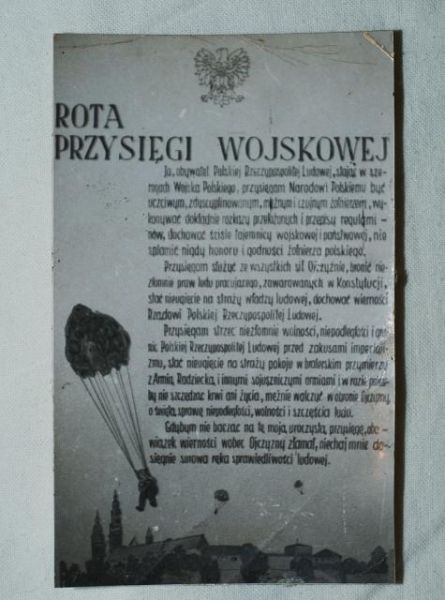 ROTA
PRZYSIĘGI WOJSKOWEJ
Ja, obywatel Polskiej Rzeczypospolitej Ludowej, stając w sze-
regach Wojska Polskiego, przysięgam Narodowi Polskiemu być
uczciwym, zdyscyplinowanym, mężnym i czujnym żołnierzem, wy-
konywać dokładnie rozkazy przełożonych i przepisy regulami-
nów, dochować ściśle tajemnicy wojskowej i państwowej, nie
splamić nigdy honoru i godności żołnierza polskiego.
Przysięgam służyć ze wszystkich sił Ojczyźnie, bronić nie-
złomnie praw ludu pracującego, zawarowanych w Konstytucji,
stać nieugięcie na straży władzy ludowej, dochować wierności
Rządowi Polskiej Rzeczypospolitej Ludowej.
Przysięgam strzec niezłomnie wolności, niepodległości i gra-
nic Polskiej Rzeczypospolitej Ludowej przed zakusami imperjal-
izmu, stać nieugięcie na straży pokoju w braterskim przymierzu
z Armią Radziecką i innymi sojuszniczymi armiami i w razie potrze-
by nie szczędząc krwi ani życia, mężnie walczyć w obronie Ojczyzny,
o świętą sprawę niepodległości, wolności i szczęścia ludu.
Gdybym nie bacząc na tę moją uroczystą przysięgę, obo-
wiązek wierności wobec Ojczyzny złamał, niechaj mnie do-
sięgnie surowa ręka sprawiedliwości ludowej.